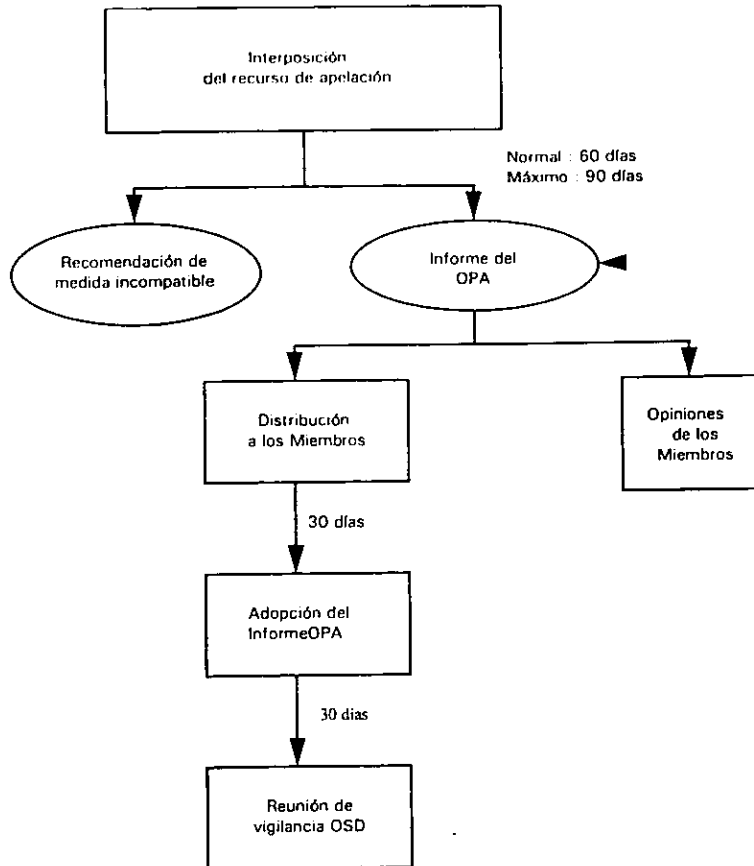 Interposición
del recurso de apelación
Normal : 60 días
Máximo : 90 días
Recomendación de
medida incompatible
Informe del
OPA
Distribución
a los Miembros
Opiniones
de los
Miembros
30 días
Adopción del
InformeOPA
30 dias
Reunión de
vigilancia OSD